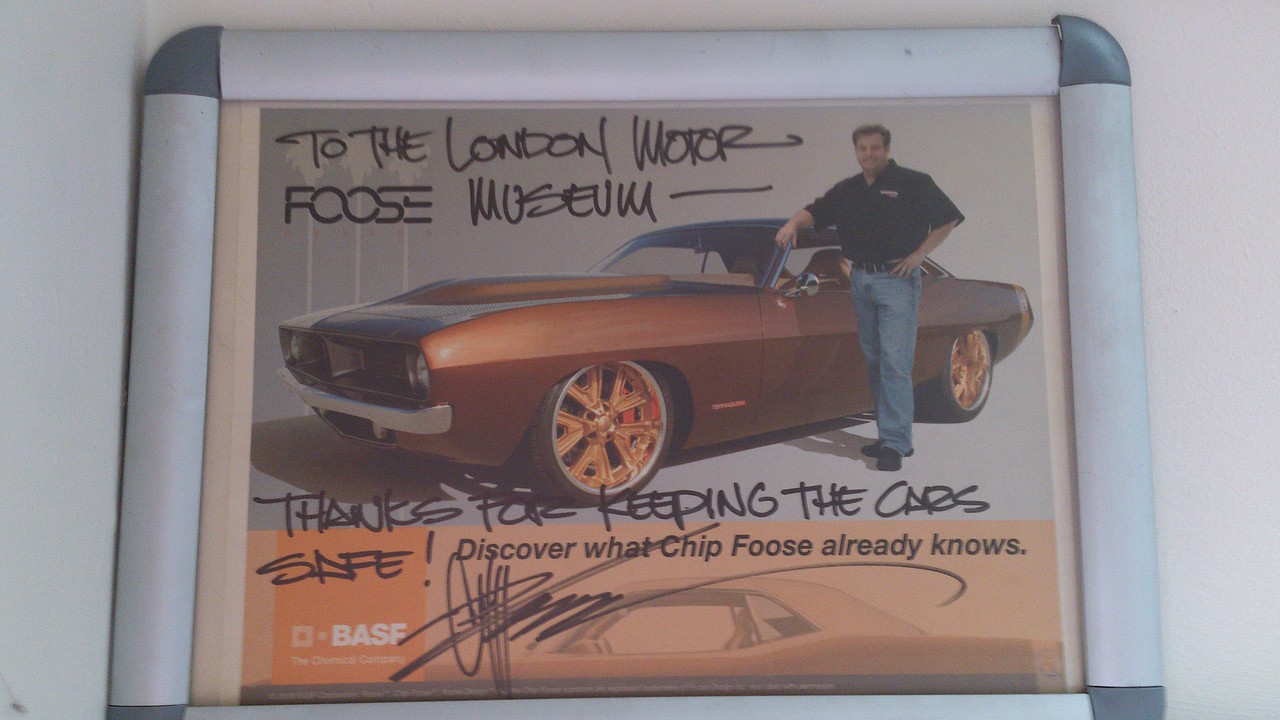 TO THE LONDON MOTOR
FOOSE MUSEUM
THANKS FOR KEEPING THE CARS
SAFE!
Discover what Chip Foose already knows.
BASF
The Chemical Company